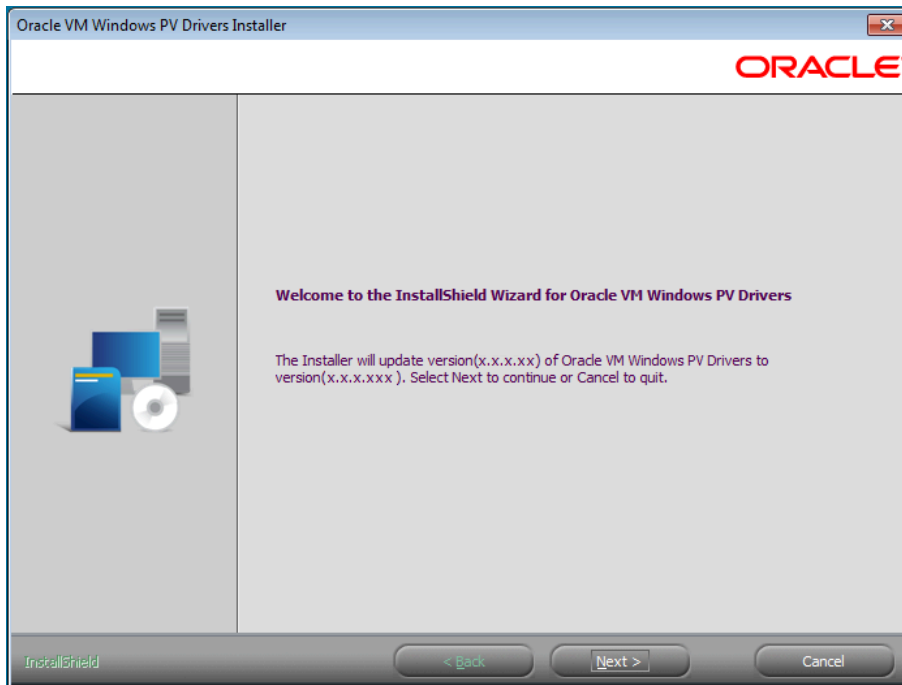 Oracle VM Windows PV Drivers Installer
ORACLE
Welcome to the InstallShield Wizard for Oracle VM Windows PV Drivers
The Installer will update version(x.x.x.xx) of Oracle VM Windows PV Drivers to
version(x.x.x.xxx ). Select Next to continue or Cancel to quit.
InstallShield
< Back
Next >
Cancel